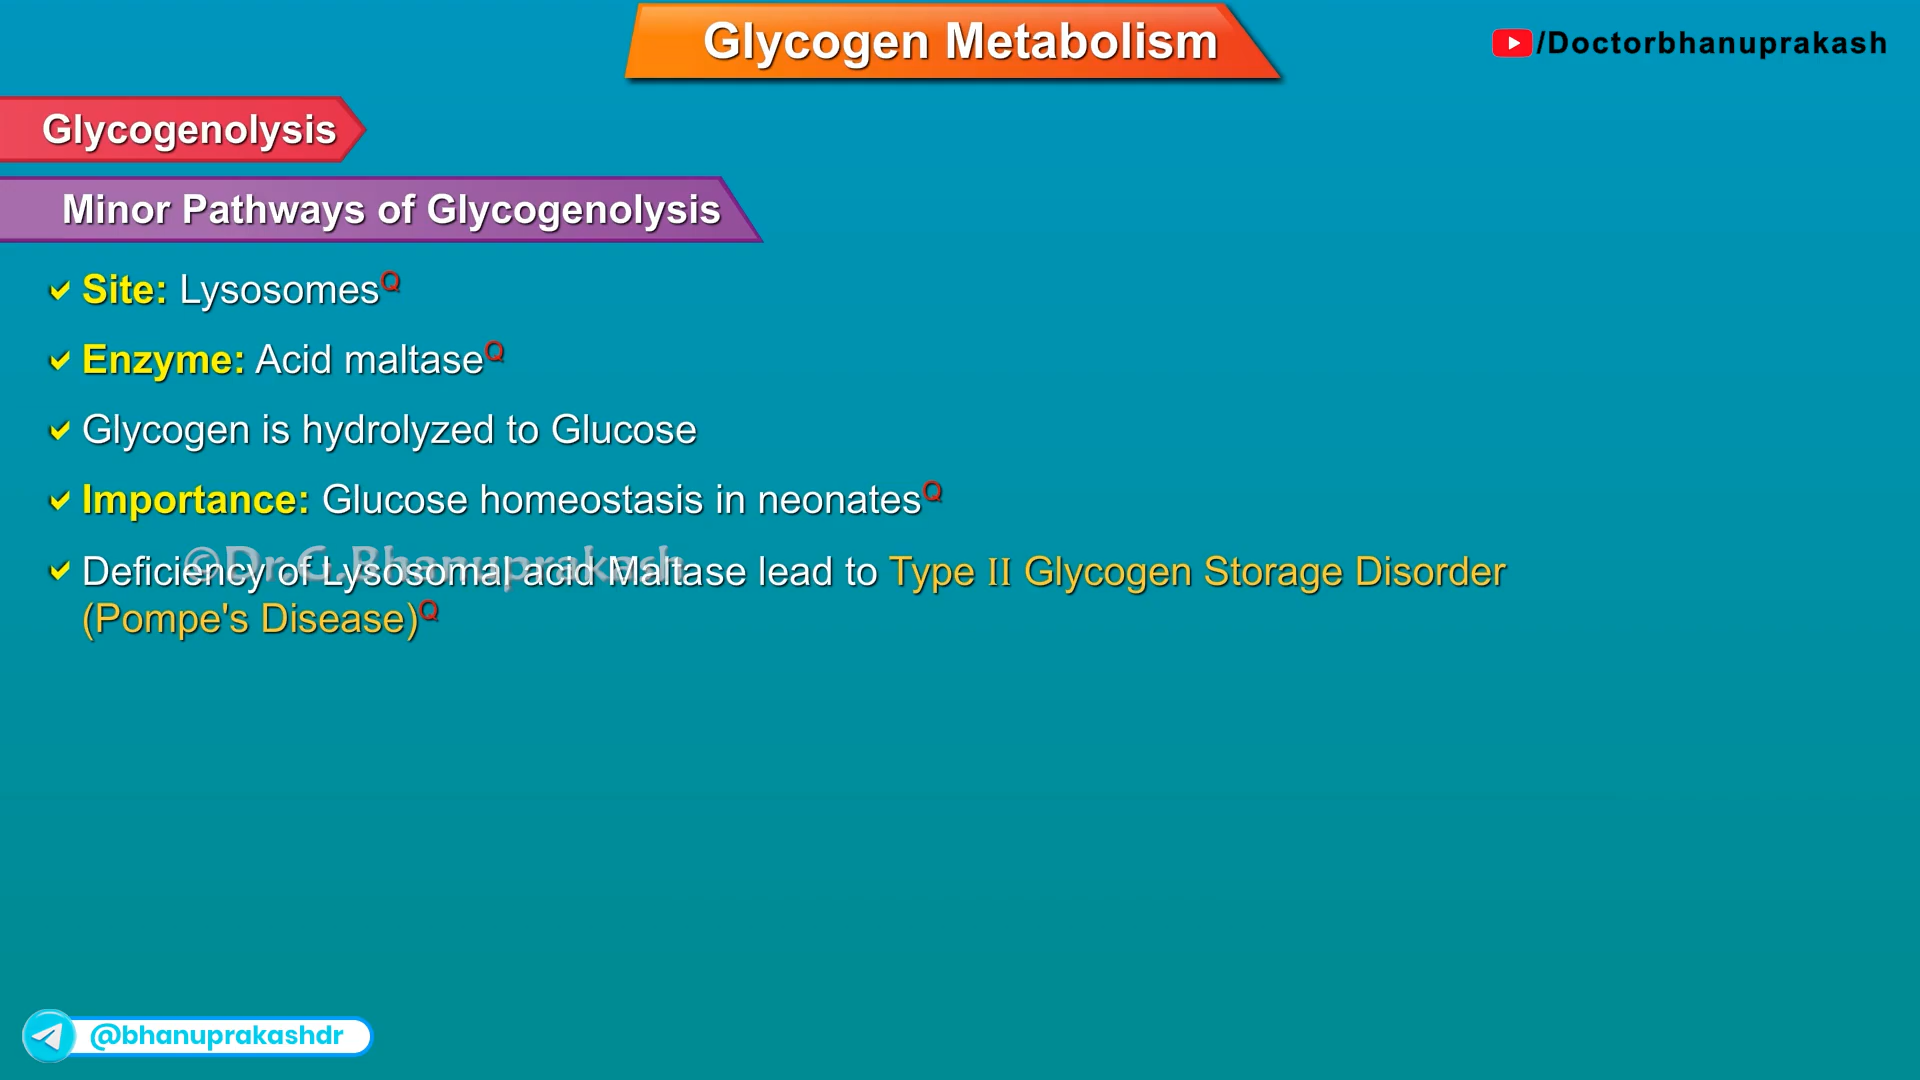 Glycogen Metabolism
/Doctorbhanuprakash
Glycogenolysis
Minor Pathways of Glycogenolysis
Site: LysosomesQ
Enzyme: Acid maltaseQ
Glycogen is hydrolyzed to Glucose
Importance: Glucose homeostasis in neonatesQ
©Dr.G.Bhanuprakash
Deficiency of Lysosomal acid Maltase lead to Type II Glycogen Storage Disorder
(Pompe's Disease)Q
@bhanuprakashdr